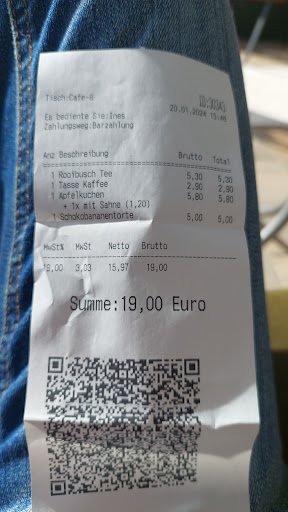 Tisch:Cafe-6
20.01.2024 15:46
Es bediente Sie:Ines
Zahlungsweg:Barzahlung
Anz Beschreibung Brutto Total
1 Rooibusch Tee 5,30 5,30
1 Tasse Kaffee 2,90 2,90
1 Apfelkuchen 5,80 5,80
+ 1x mit Sahne (1,20)
1 Schokobananentorte 5,00 5,00
MwSt% MwSt Netto Brutto
19,00 3,03 15,97 19,00
Summe:19,00 Euro